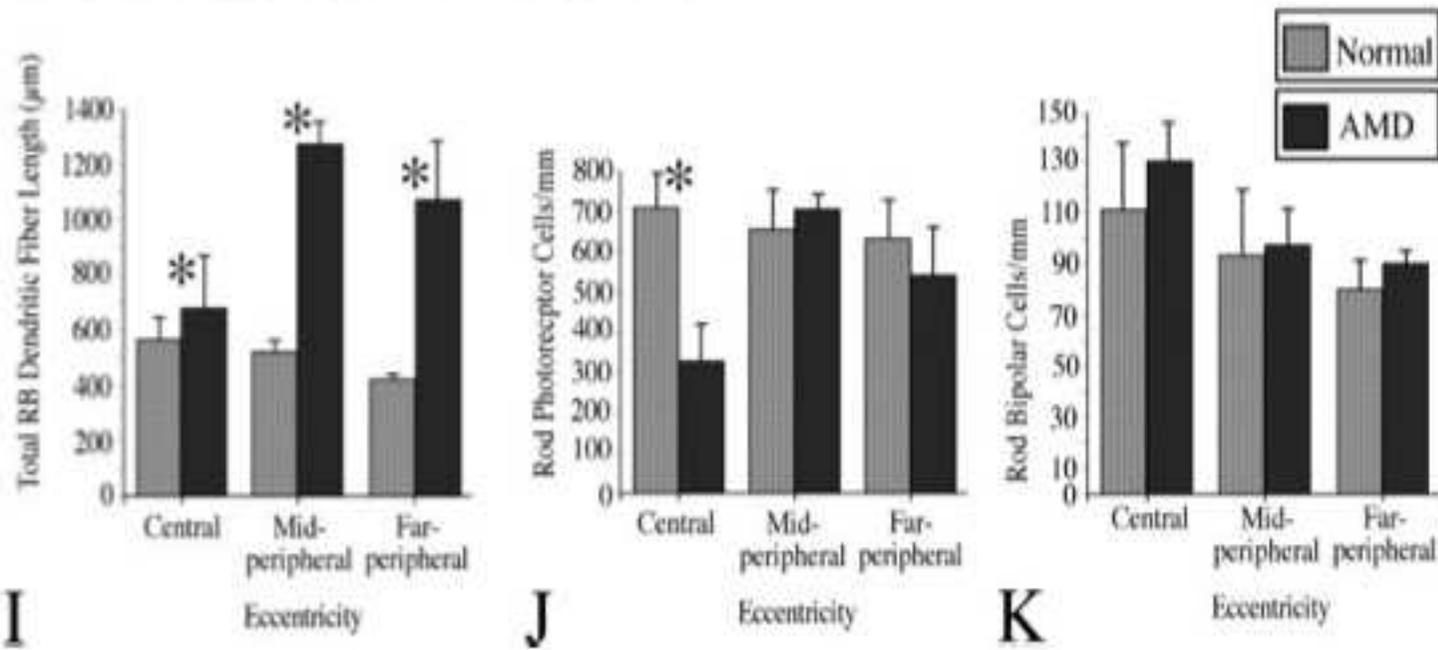 Normal
AMD
Total RB Dendritic Fiber Length (µm)
1400
1200
1000
800
600
400
200
0
*
*
*
Central
Mid-
peripheral
Far-
peripheral
Eccentricity
I
Rod Photorecptor Cells/mm
800
700
600
500
400
300
200
100
0
*
Central
Mid-
peripheral
Far-
peripheral
Eccentricity
J
Rod Bipolar Cells/mm
150
130
110
90
70
50
30
10
0
Central
Mid-
peripheral
Far-
peripheral
Eccentricity
K